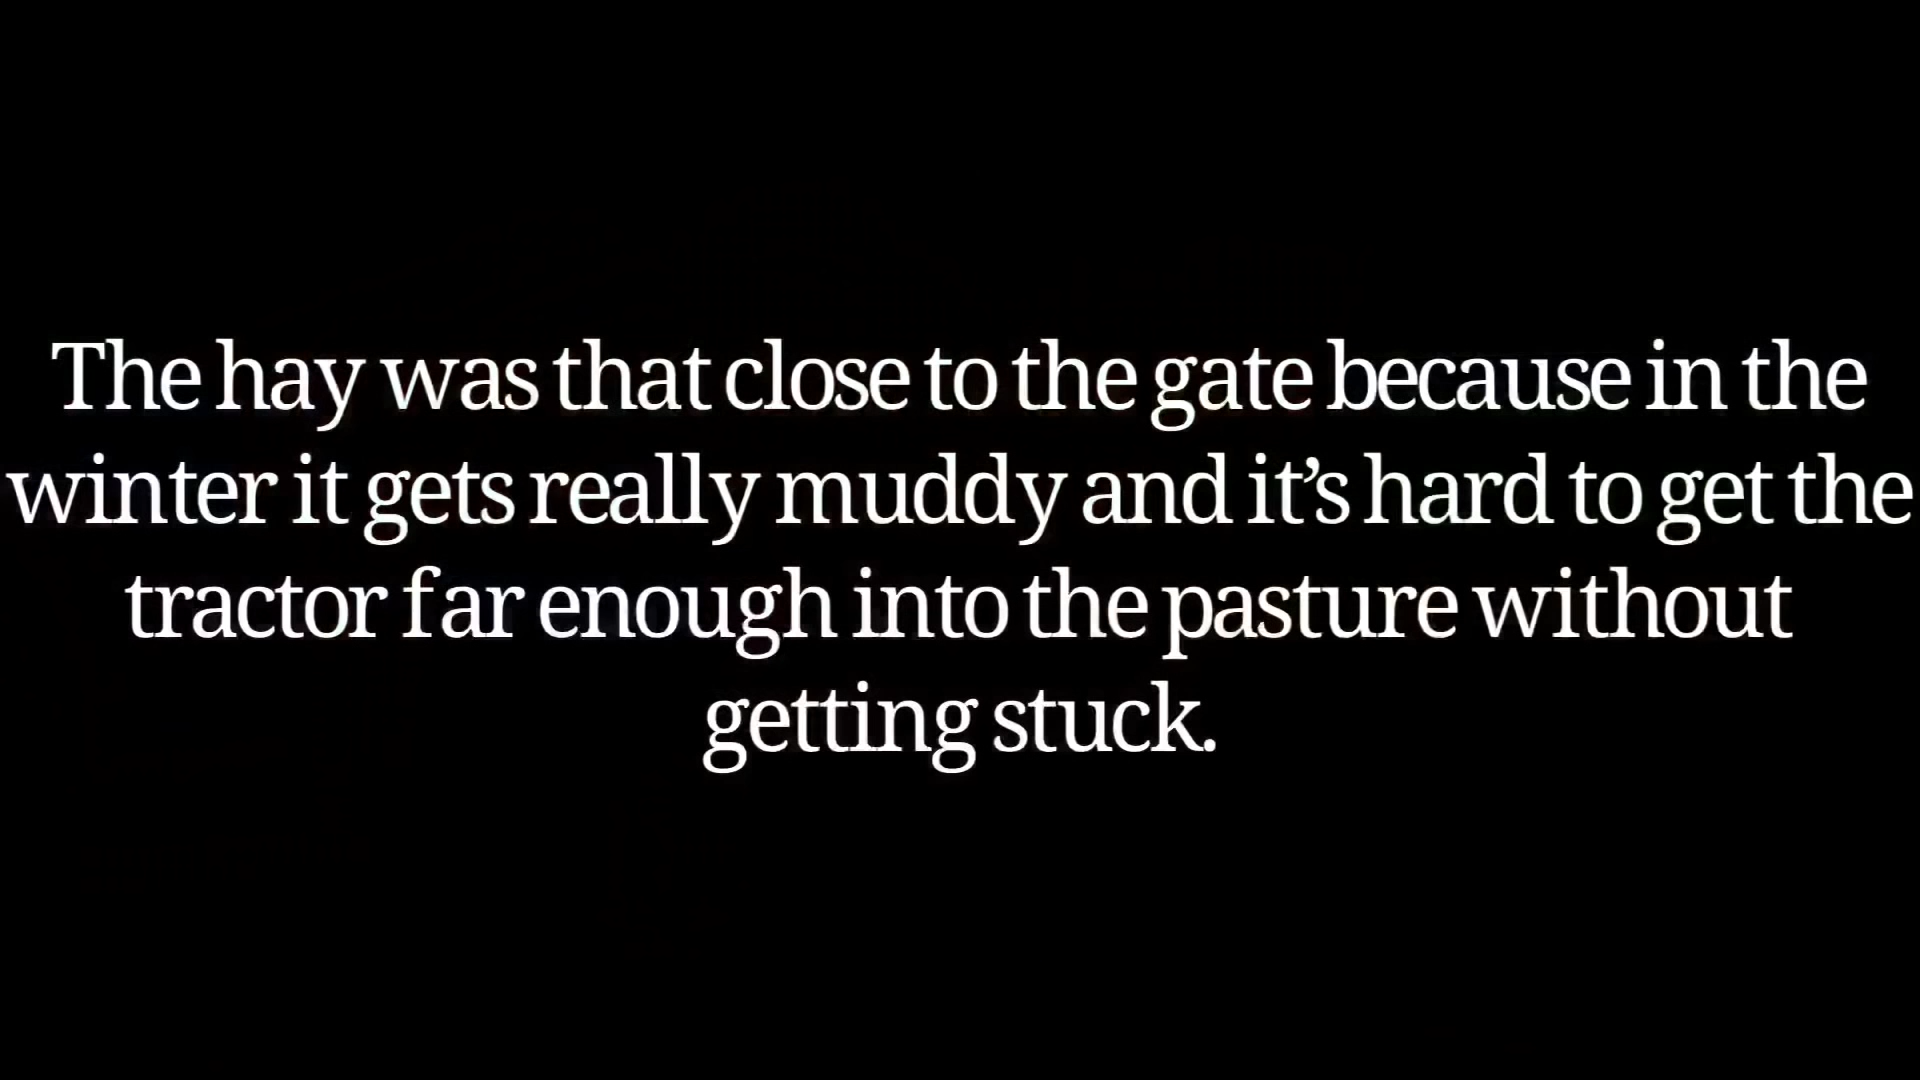 The hay was that close to the gate because in the
winter it gets really muddy and it’s hard to get the
tractor far enough into the pasture without
getting stuck.